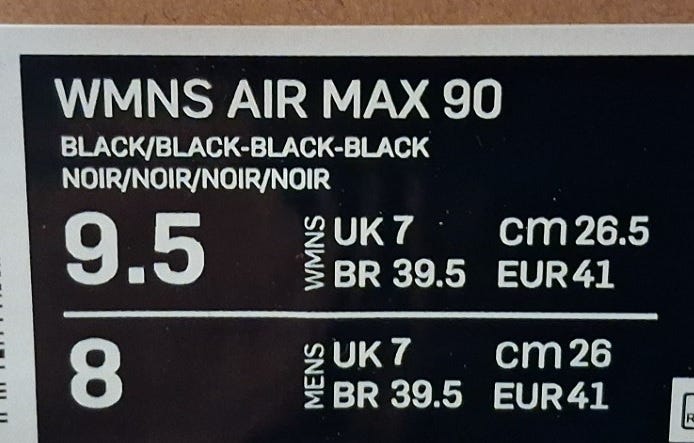 WMNS AIR MAX 90
BLACK/BLACK-BLACK-BLACK
NOIR/NOIR/NOIR/NOIR
9.5 WMNS UK 7 cm 26.5
BR 39.5 EUR 41
8 MENS UK 7 cm 26
BR 39.5 EUR 41
R